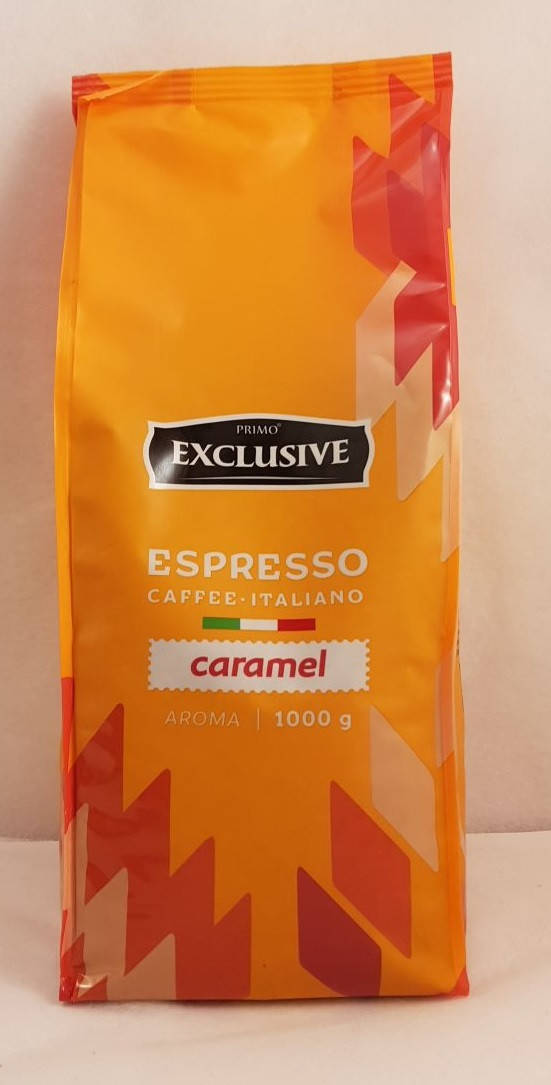 PRIMO®
EXCLUSIVE
ESPRESSO
CAFFEE·ITALIANO
caramel
AROMA | 1000 g